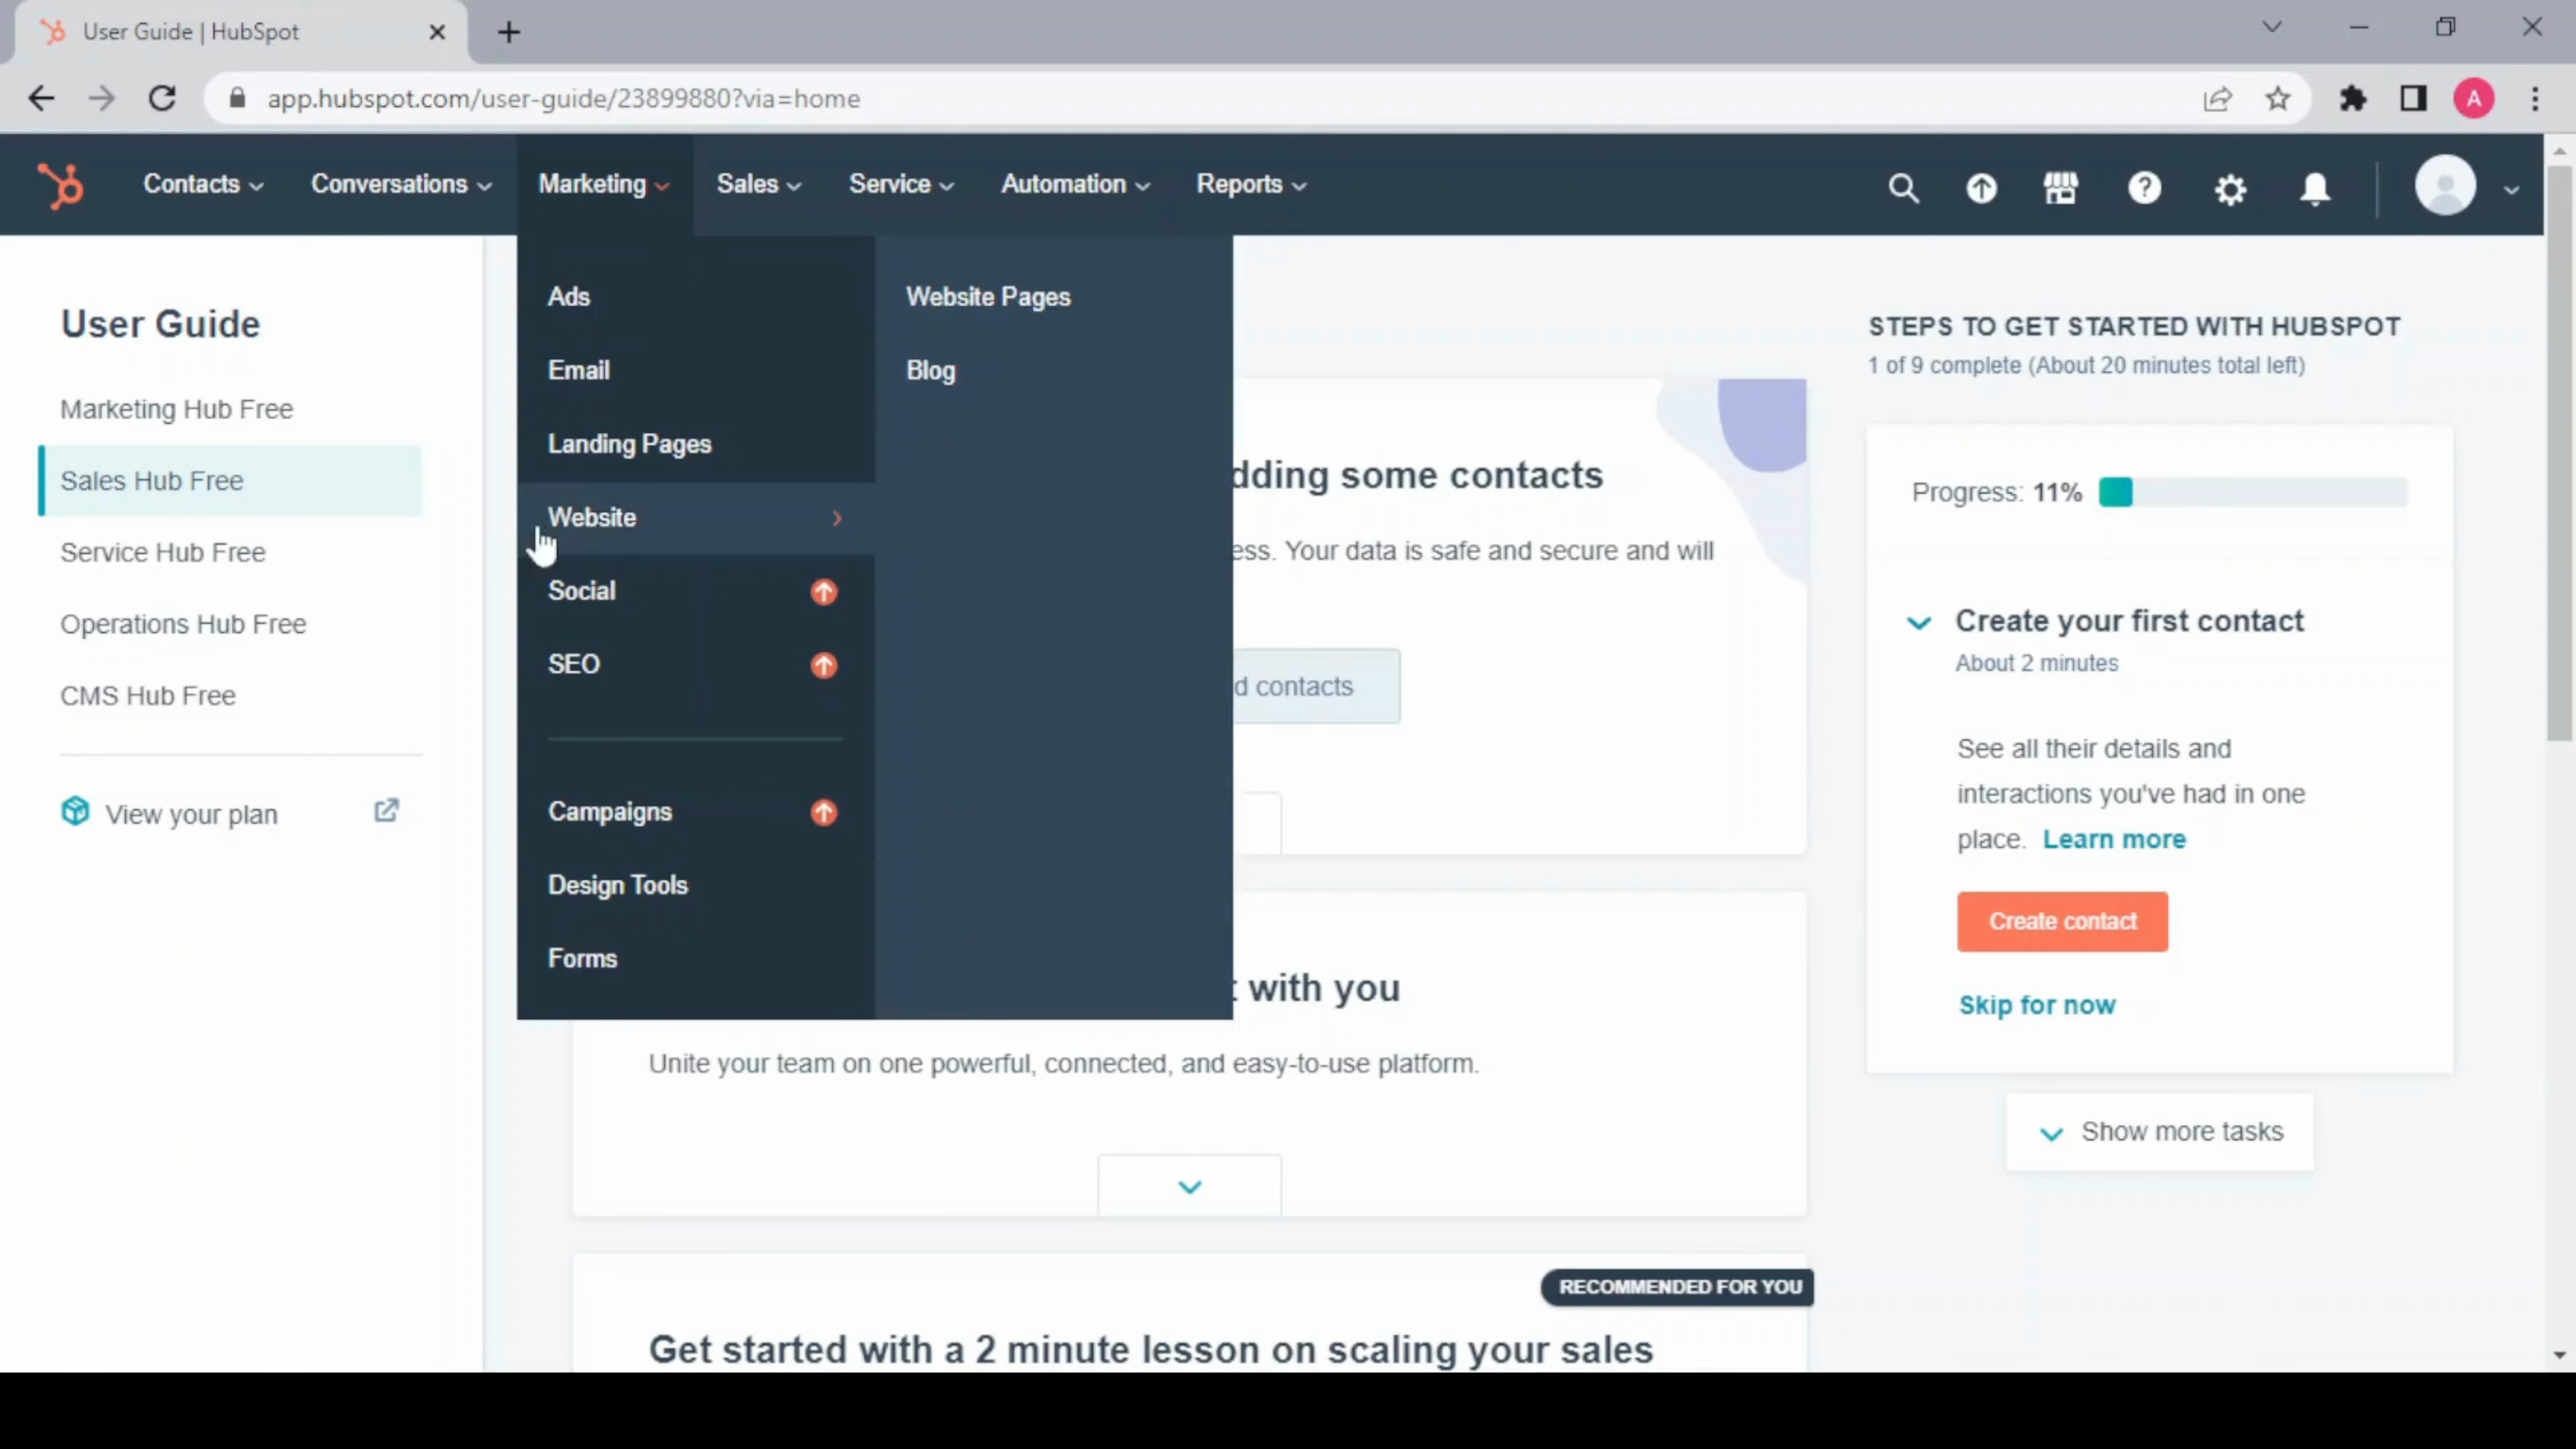 User Guide | HubSpot
app.hubspot.com/user-guide/23899880?via=home
A
Contacts
Conversations
Marketing
Sales
Service
Automation
Reports
User Guide
Marketing Hub Free
Sales Hub Free
Service Hub Free
Operations Hub Free
CMS Hub Free
View your plan
Ads
Email
Landing Pages
Website
Social
SEO
Campaigns
Design Tools
Forms
Website Pages
Blog
dding some contacts
ess. Your data is safe and secure and will
d contacts
with you
Unite your team on one powerful, connected, and easy-to-use platform.
RECOMMENDED FOR YOU
Get started with a 2 minute lesson on scaling your sales
STEPS TO GET STARTED WITH HUBSPOT
1 of 9 complete (About 20 minutes total left)
Progress: 11%
Create your first contact
About 2 minutes
See all their details and
interactions you've had in one
place. Learn more
Create contact
Skip for now
Show more tasks